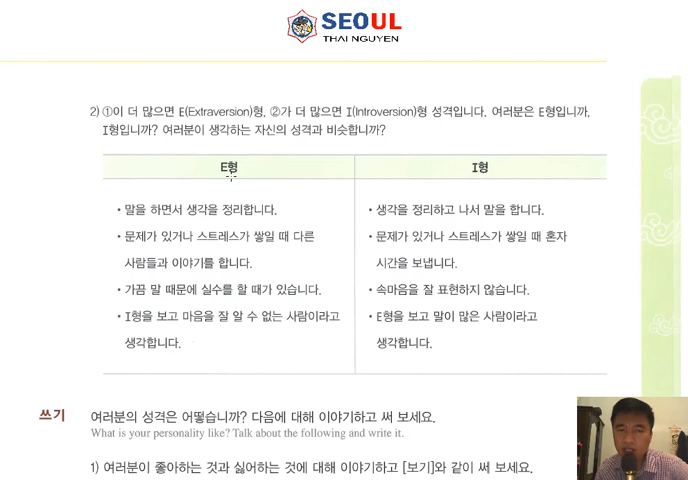 SEOUL
THAI NGUYEN
2) ①이 더 많으면 E(Extraversion)형, ②가 더 많으면 I(Introversion)형 성격입니다. 여러분은 E형입니까,
I형입니까? 여러분이 생각하는 자신의 성격과 비슷합니까?
E형
I형
• 말을 하면서 생각을 정리합니다.
• 문제가 있거나 스트레스가 쌓일 때 다른
사람들과 이야기를 합니다.
• 가끔 말 때문에 실수를 할 때가 있습니다.
• I형을 보고 마음을 잘 알 수 없는 사람이라고
생각합니다.
• 생각을 정리하고 나서 말을 합니다.
• 문제가 있거나 스트레스가 쌓일 때 혼자
시간을 보냅니다.
• 속마음을 잘 표현하지 않습니다.
• E형을 보고 말이 많은 사람이라고
생각합니다.
쓰기
여러분의 성격은 어떻습니까? 다음에 대해 이야기하고 써 보세요.
What is your personality like? Talk about the following and write it.
1) 여러분이 좋아하는 것과 싫어하는 것에 대해 이야기하고 [보기]와 같이 써 보세요.